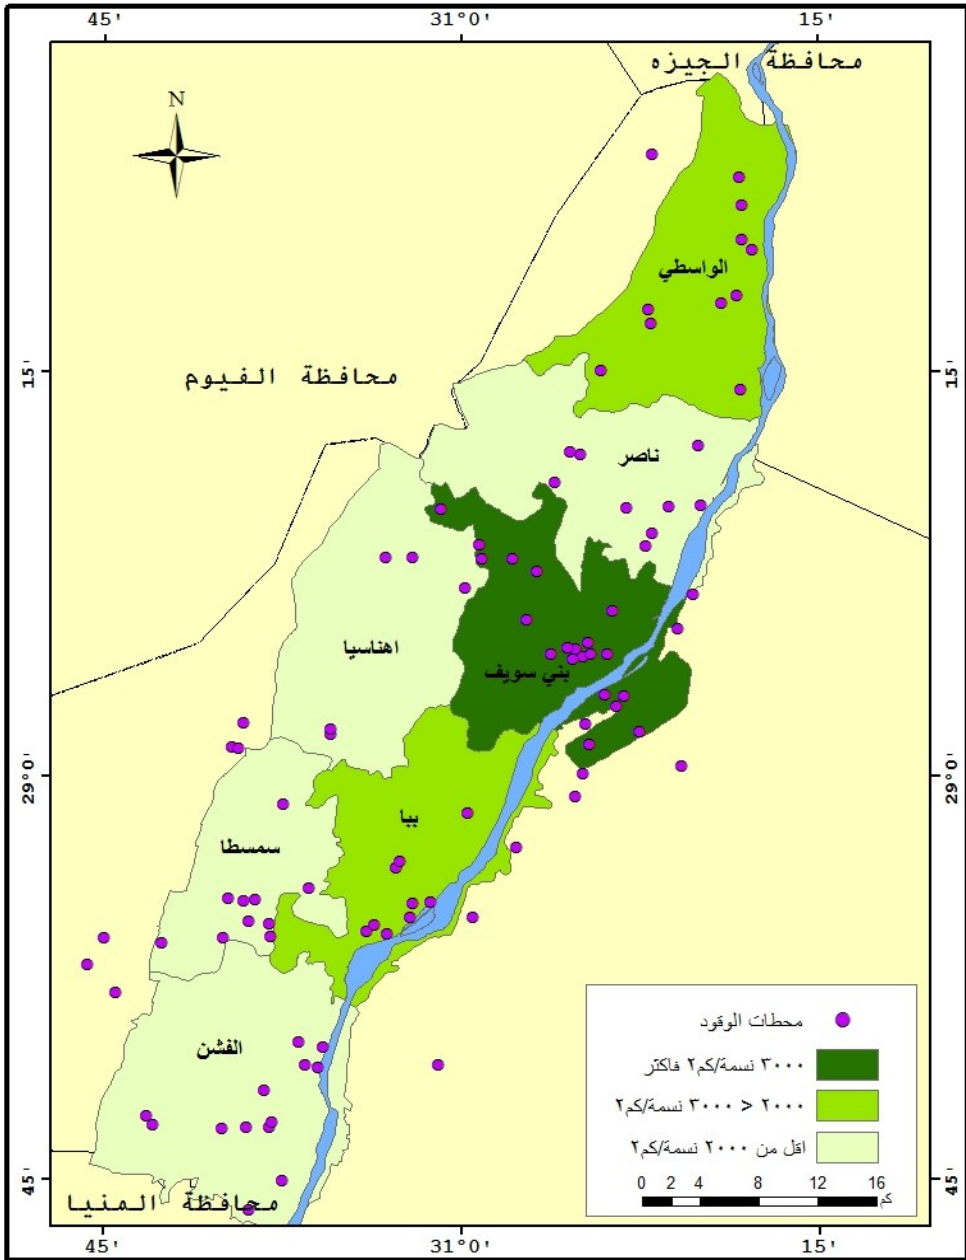 45' 31°0' 15'
محافظة الجيزه
N
الواسطي
15' 15'
محافظة الفيوم
ناصر
اهناسيا
بني سويف
29°0' 29°0'
ببا
سمسطا
محطات الوقود
الفشن
٣٠٠٠ نسمة/كم٢ فاكثر
٢٠٠٠ < ٣٠٠٠ نسمة/كم٢
اقل من ٢٠٠٠ نسمة/كم٢
45' 45'
0 2 4 8 12 16
كم
محافظة المنيا
45' 31°0' 15'